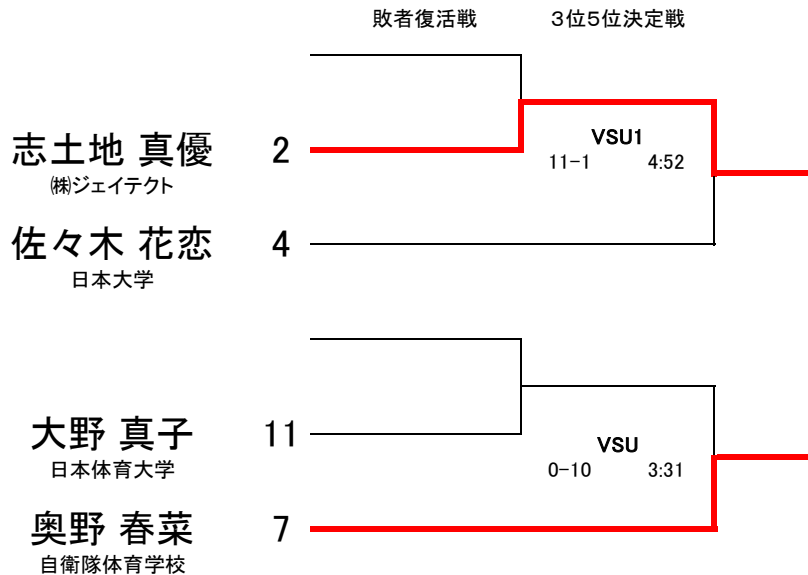 敗者復活戦 3位5位決定戦
志土地 真優 2
㈱ジェイテクト
VSU1
11-1 4:52
佐々木 花恋 4
日本大学
大野 真子 11
日本体育大学
VSU
0-10 3:31
奥野 春菜 7
自衛隊体育学校